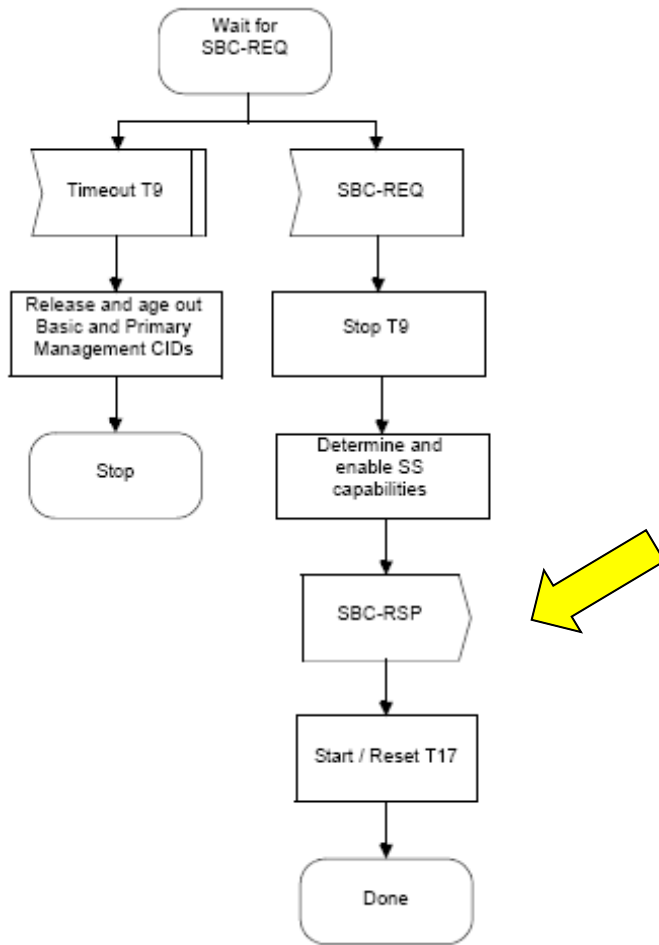 Wait for
SBC-REQ
Timeout T9
SBC-REQ
Release and age out
Basic and Primary
Management CIDs
Stop T9
Stop
Determine and
enable SS
capabilities
SBC-RSP
Start / Reset T17
Done